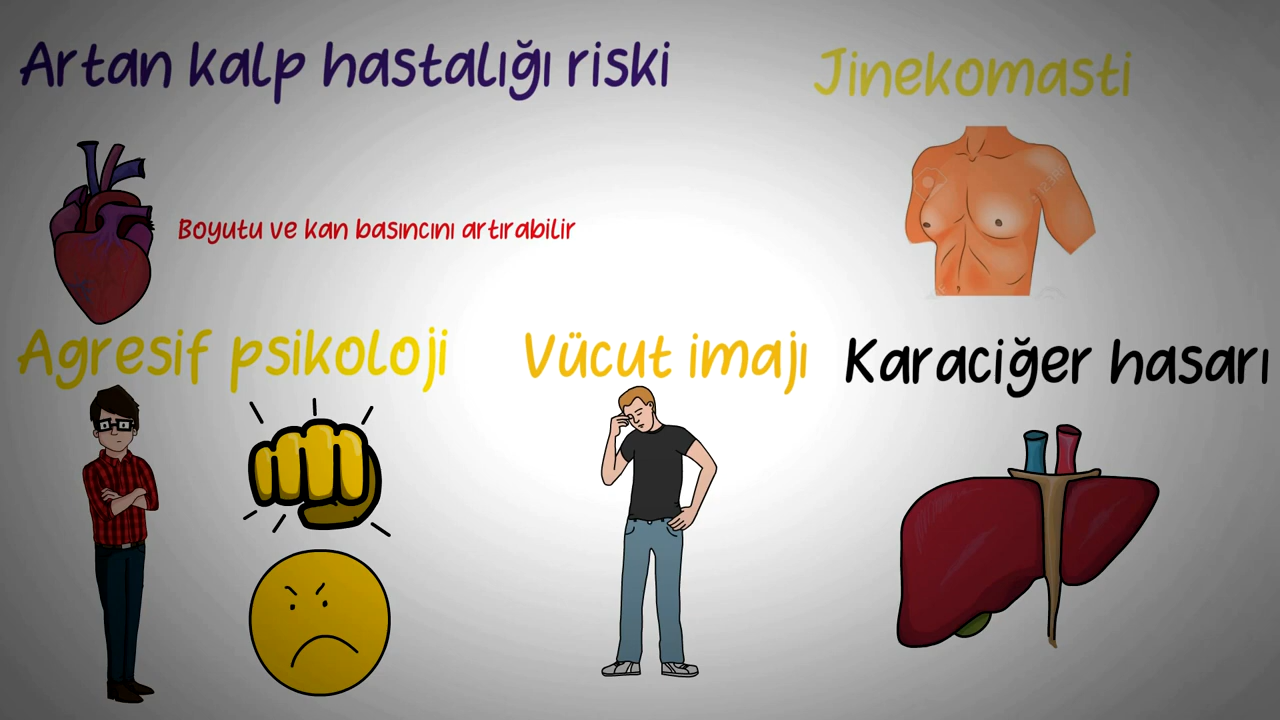 Artan kalp hastalığı riski
Jinekomasti
Boyutu ve kan basıncını artırabilir
Agresif psikoloji
Vücut imajı
Karaciğer hasarı